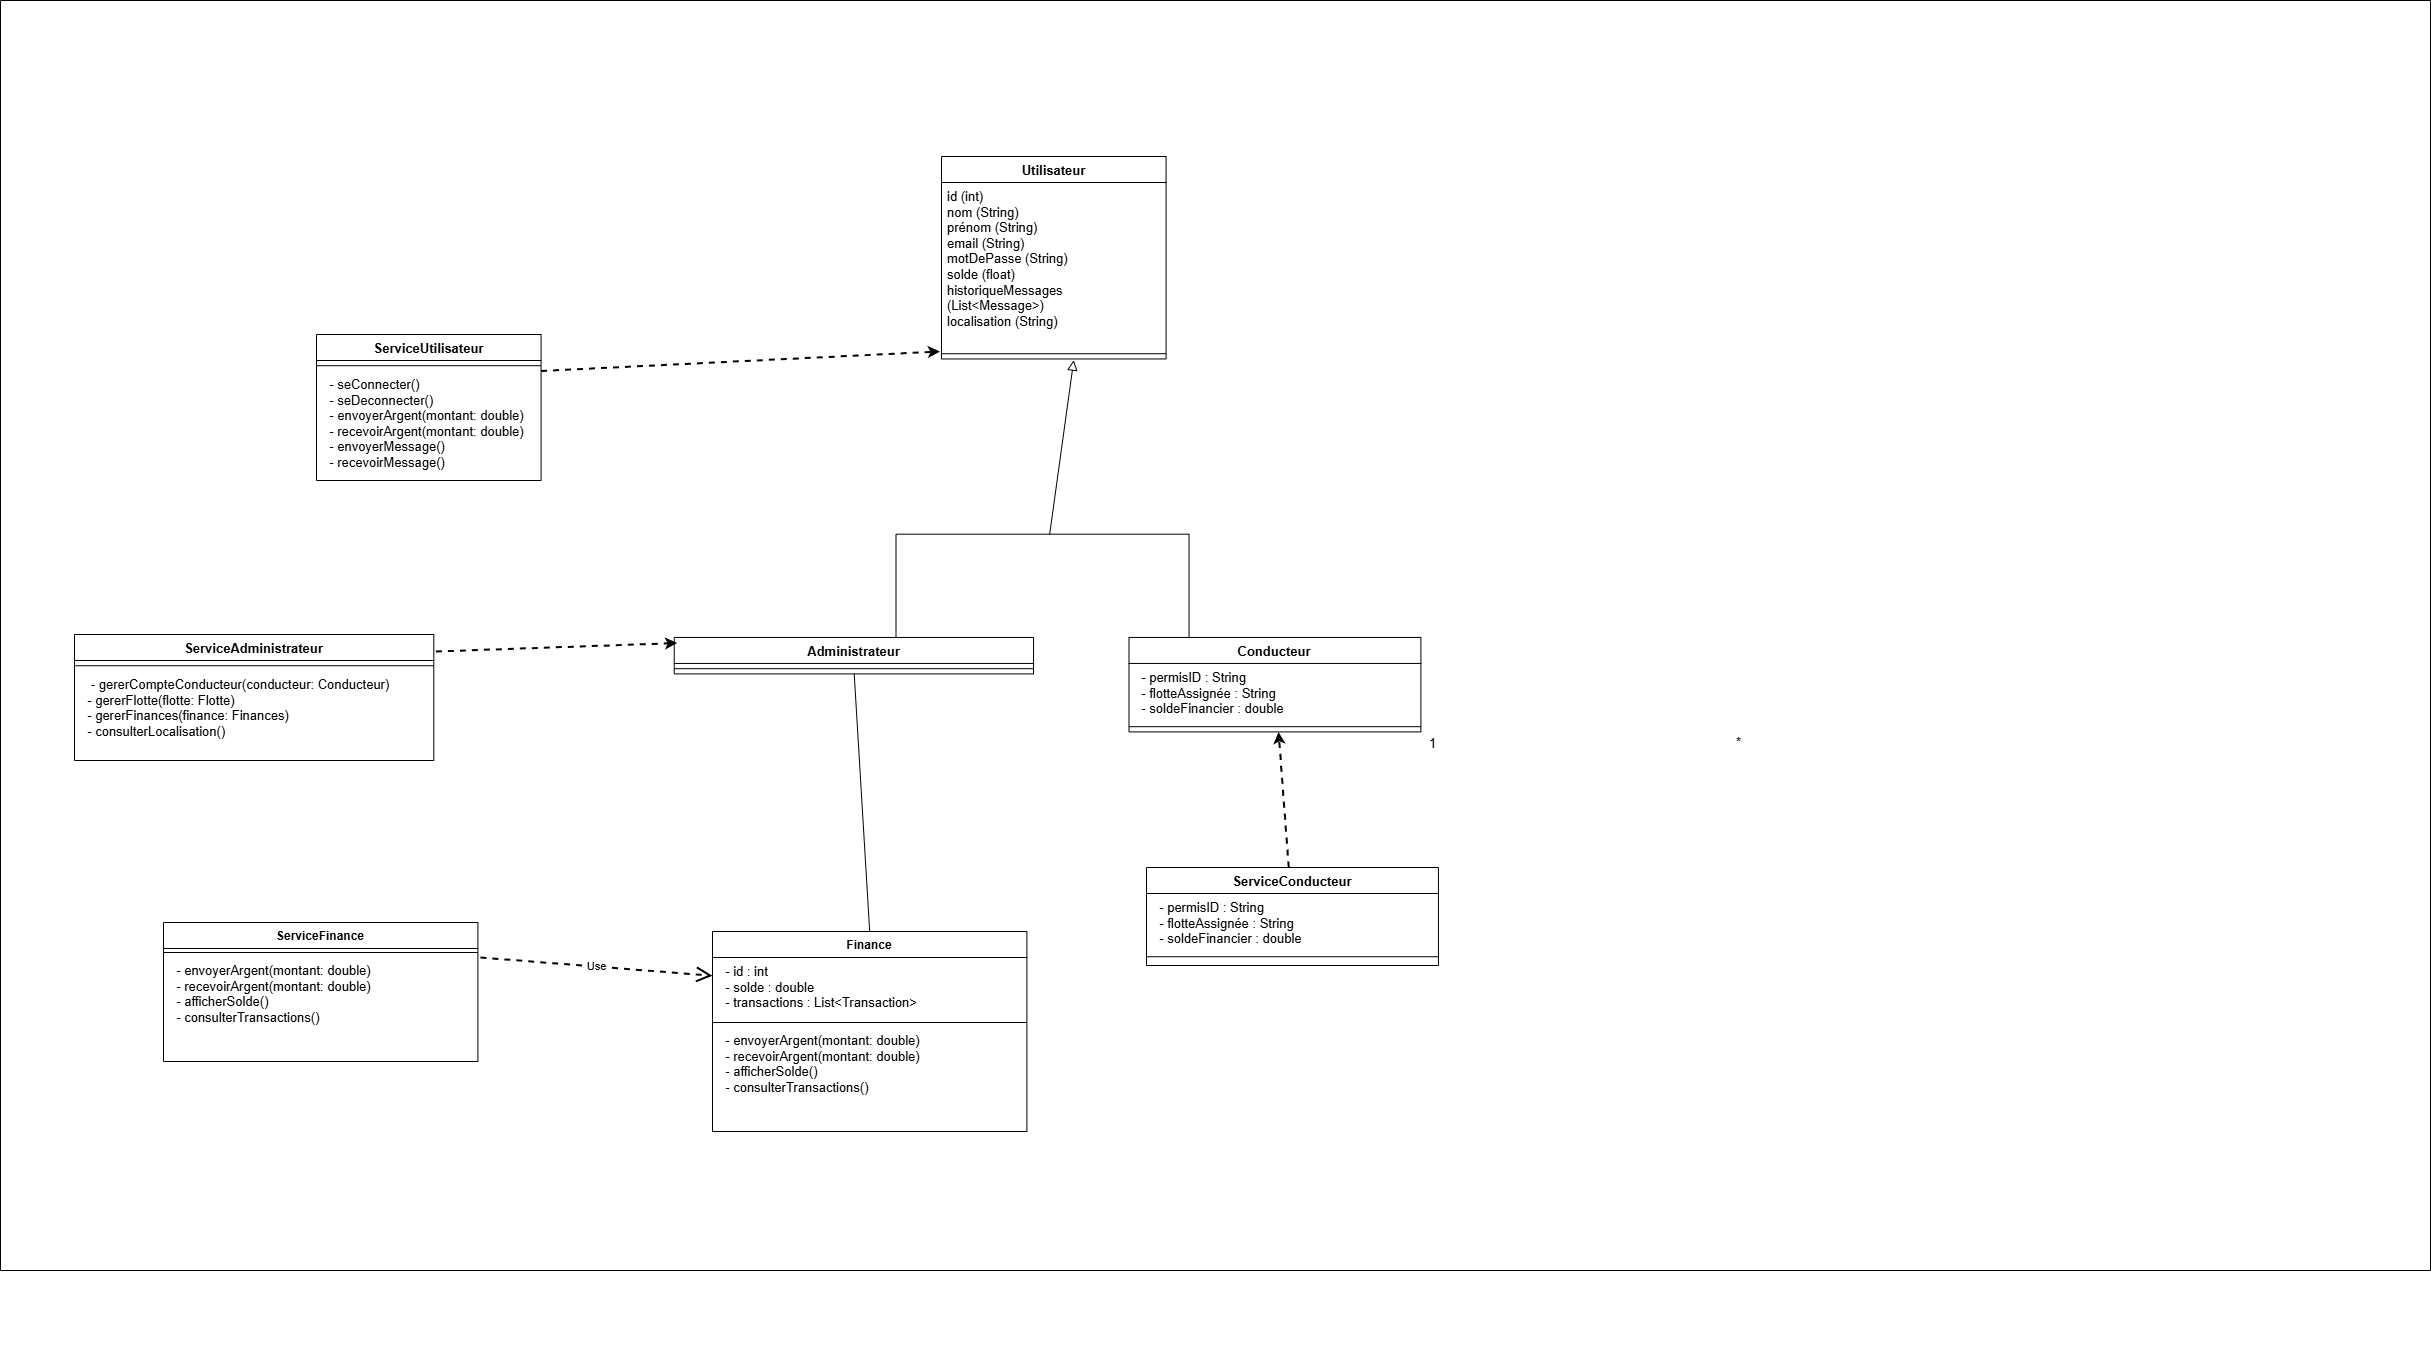 Utilisateur
id (int)
nom (String)
prénom (String)
email (String)
motDePasse (String)
solde (float)
historiqueMessages
(List<Message>)
localisation (String)
ServiceUtilisateur
- seConnecter()
- seDeconnecter()
- envoyerArgent(montant: double)
- recevoirArgent(montant: double)
- envoyerMessage()
- recevoirMessage()
ServiceAdministrateur
- gererCompteConducteur(conducteur: Conducteur)
- gererFlotte(flotte: Flotte)
- gererFinances(finance: Finances)
- consulterLocalisation()
Administrateur
Conducteur
- permisID : String
- flotteAssignée : String
- soldeFinancier : double
1
*
ServiceConducteur
- permisID : String
- flotteAssignée : String
- soldeFinancier : double
ServiceFinance
- envoyerArgent(montant: double)
- recevoirArgent(montant: double)
- afficherSolde()
- consulterTransactions()
Use
Finance
- id : int
- solde : double
- transactions : List<Transaction>
- envoyerArgent(montant: double)
- recevoirArgent(montant: double)
- afficherSolde()
- consulterTransactions()